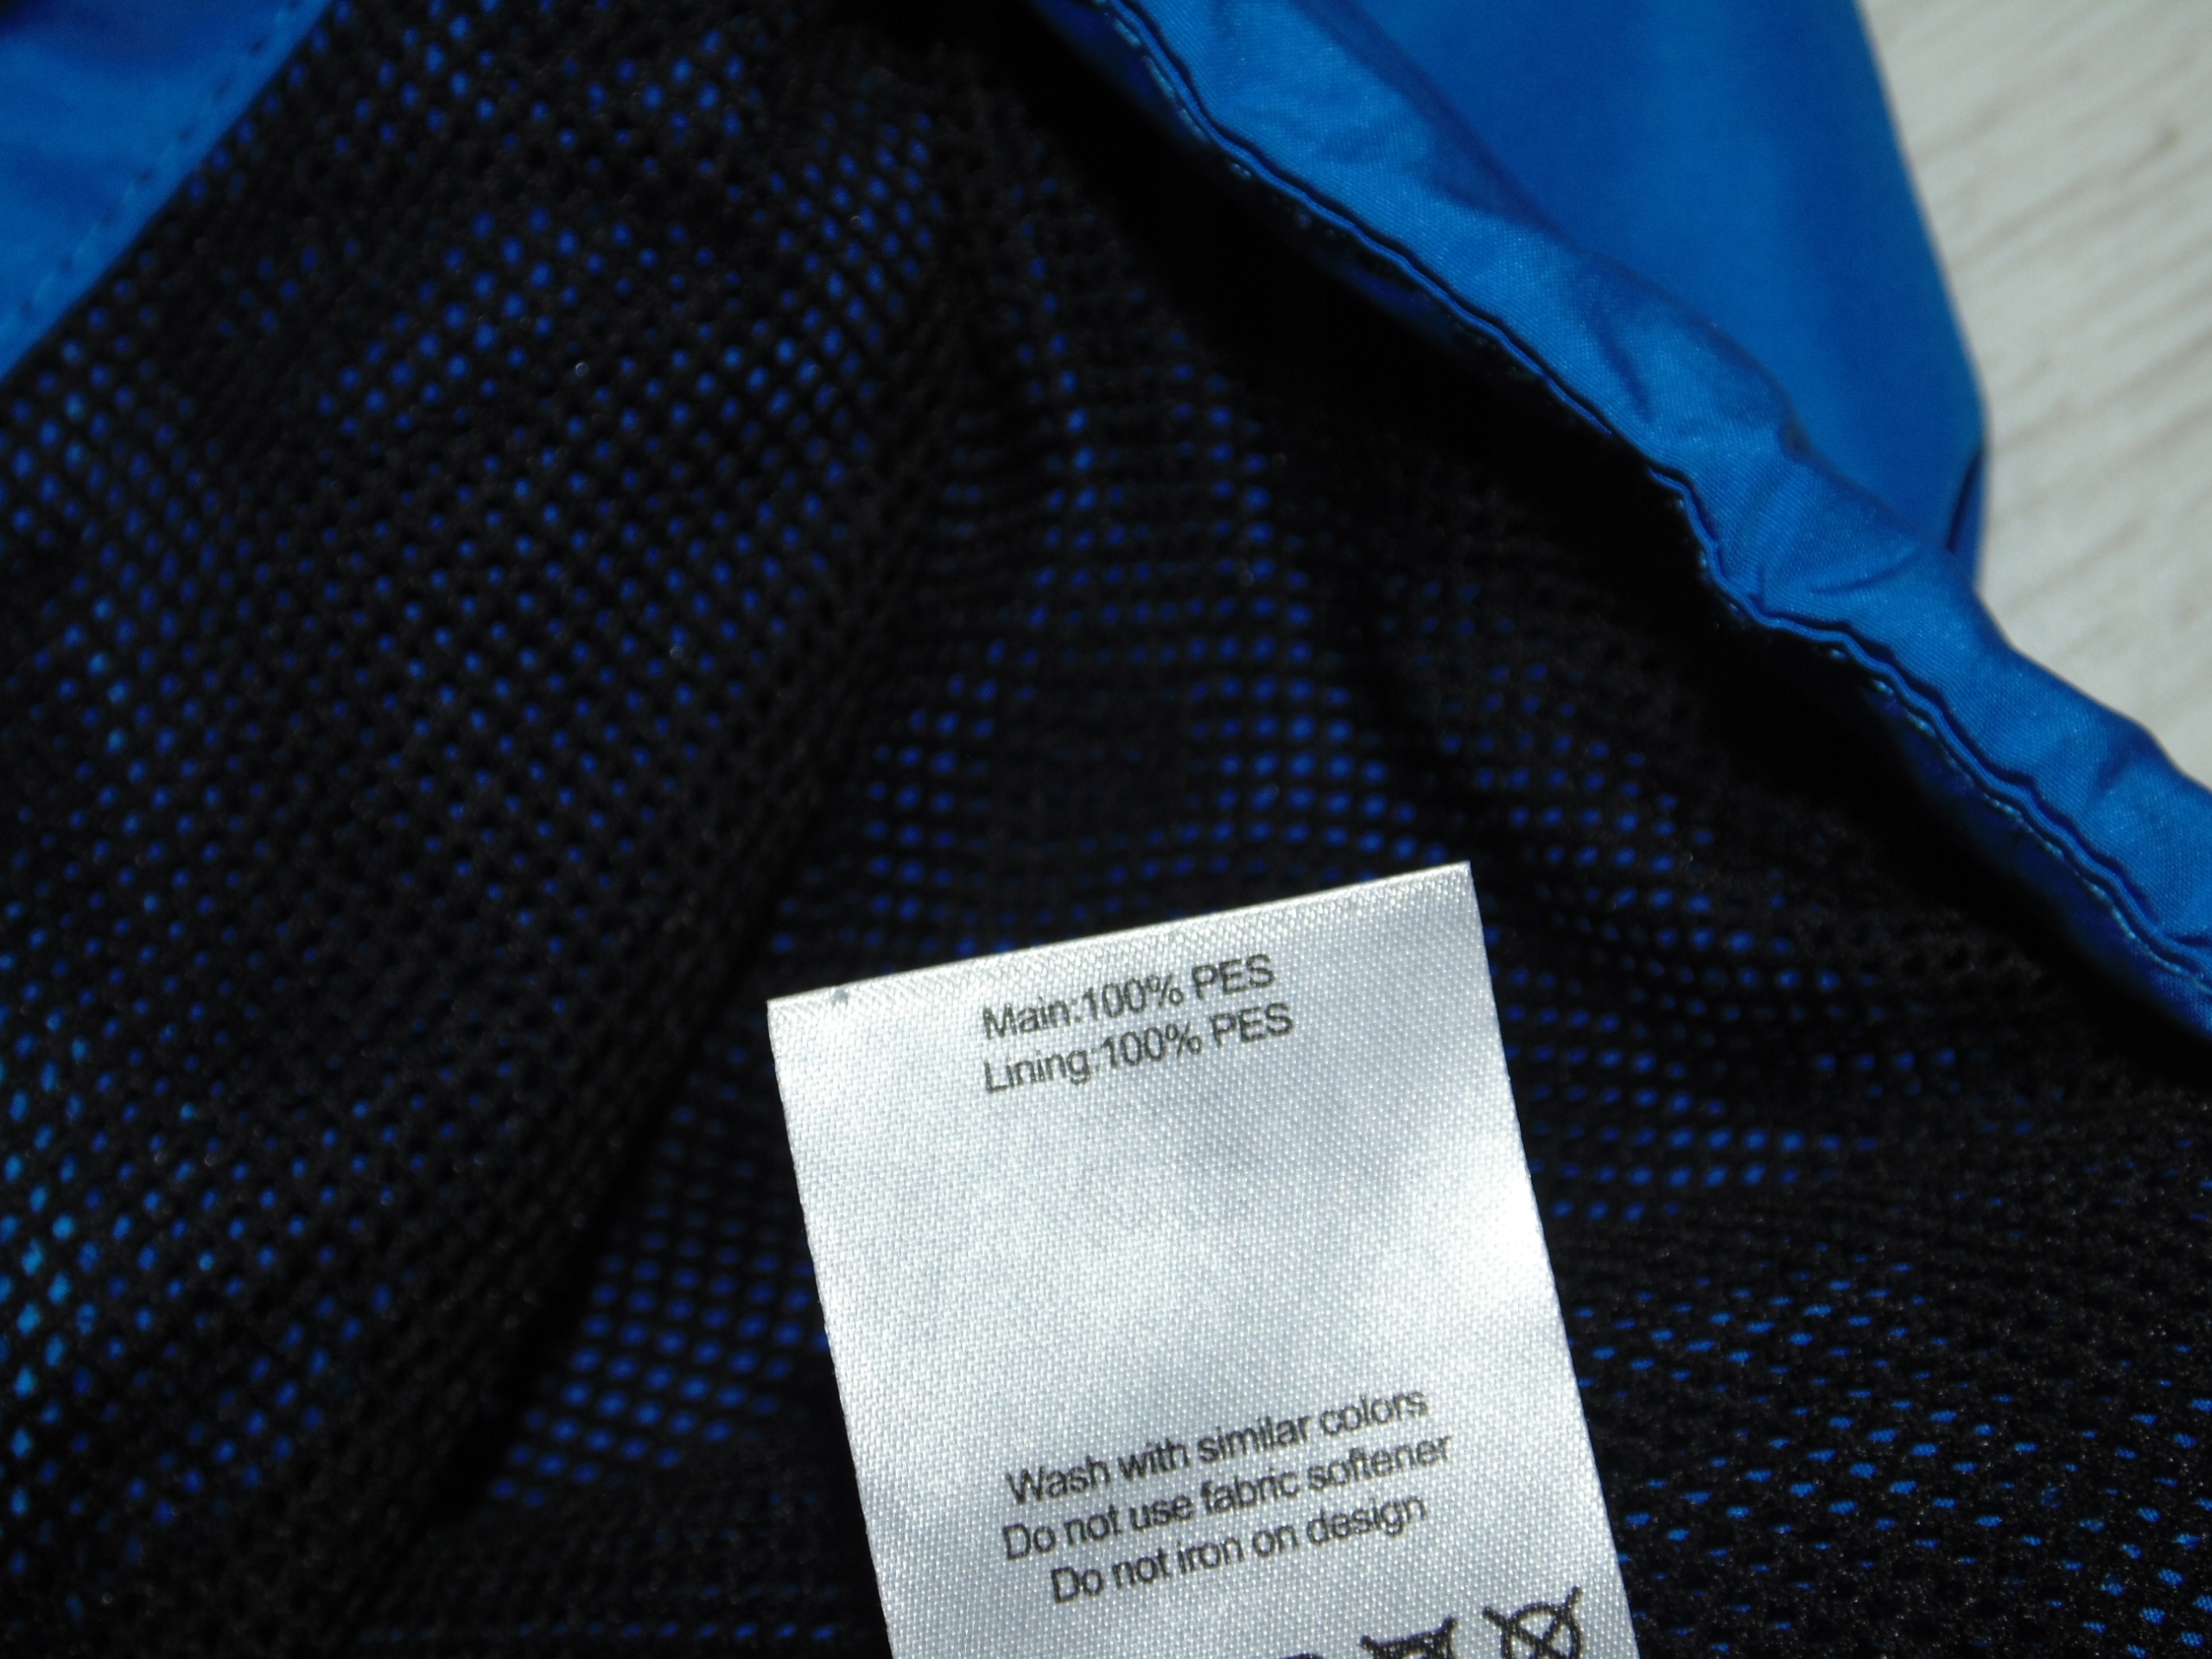 Main:100% PES
Lining:100% PES
Wash with similar colors
Do not use fabric softener
Do not iron on design